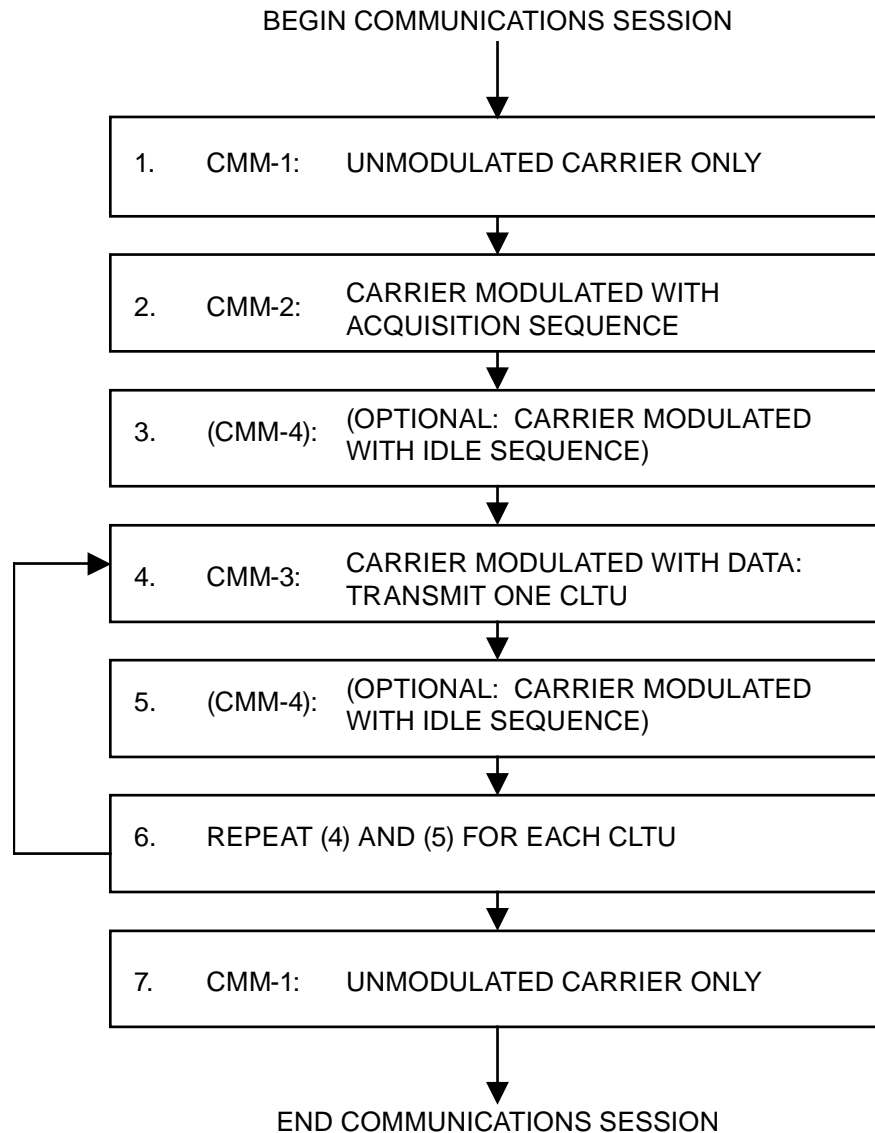 BEGIN COMMUNICATIONS SESSION
1. CMM-1: UNMODULATED CARRIER ONLY
2. CMM-2: CARRIER MODULATED WITH
ACQUISITION SEQUENCE
3. (CMM-4): (OPTIONAL: CARRIER MODULATED
WITH IDLE SEQUENCE)
4. CMM-3: CARRIER MODULATED WITH DATA:
TRANSMIT ONE CLTU
5. (CMM-4): (OPTIONAL: CARRIER MODULATED
WITH IDLE SEQUENCE)
6. REPEAT (4) AND (5) FOR EACH CLTU
7. CMM-1: UNMODULATED CARRIER ONLY
END COMMUNICATIONS SESSION